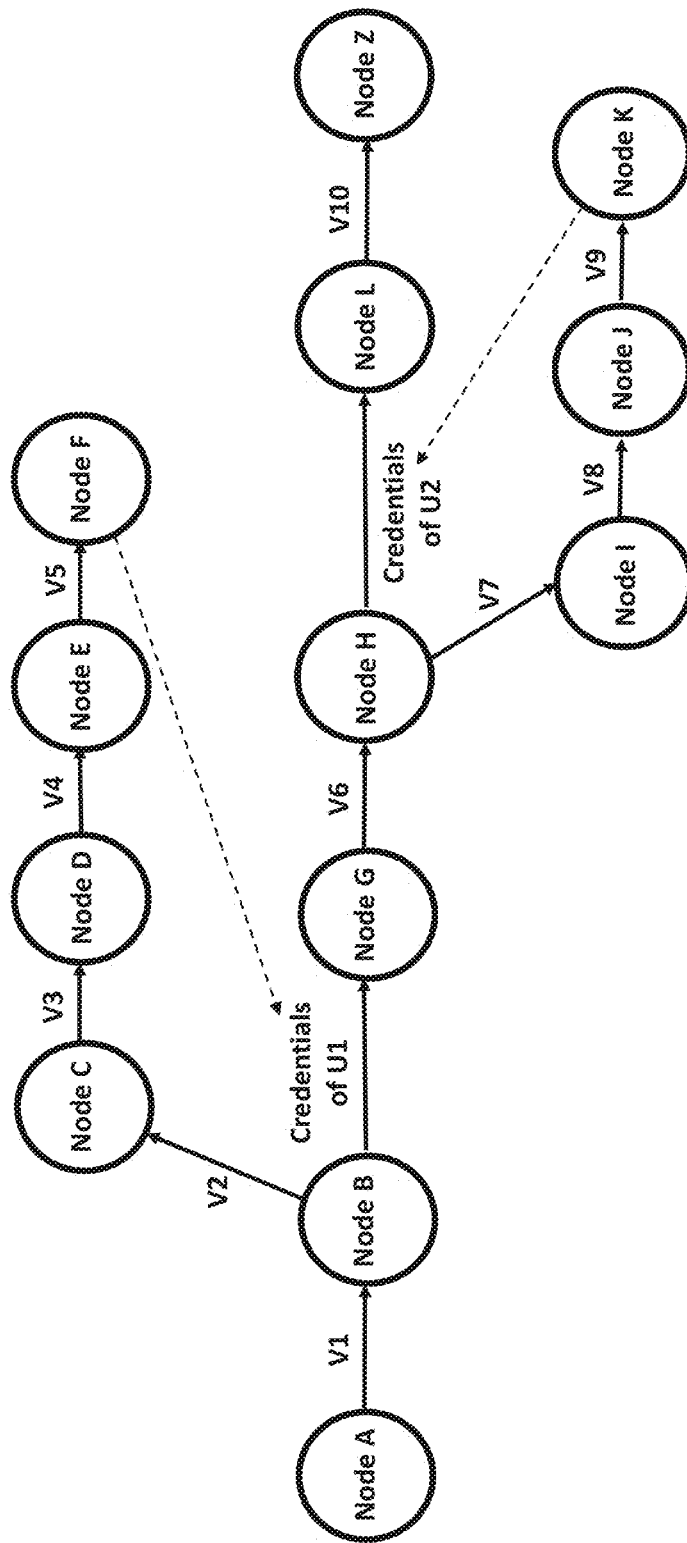 Node A
V1
Node B
V2
Node C
V3
Node D
V4
Node E
V5
Node F
Credentials
of U1
Node G
V6
Node H
Credentials
of U2
Node L
V10
Node Z
V7
Node I
V8
Node J
V9
Node K